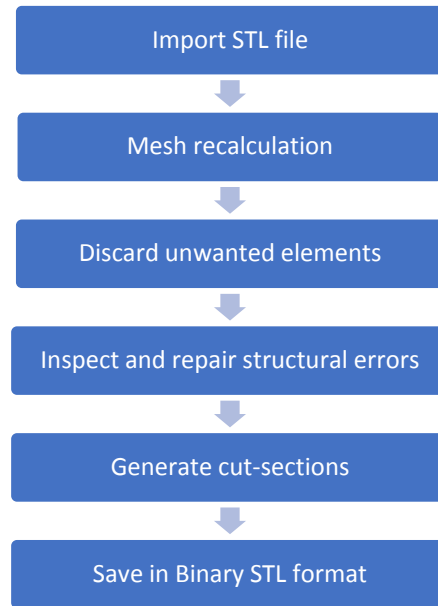 Import STL file
Mesh recalculation
Discard unwanted elements
Inspect and repair structural errors
Generate cut-sections
Save in Binary STL format